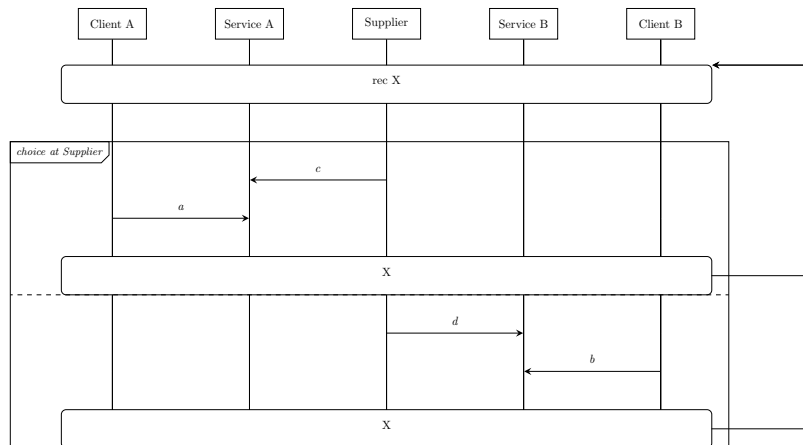 Client A
Service A
Supplier
Service B
Client B
rec X
choice at Supplier
c
a
X
d
b
X